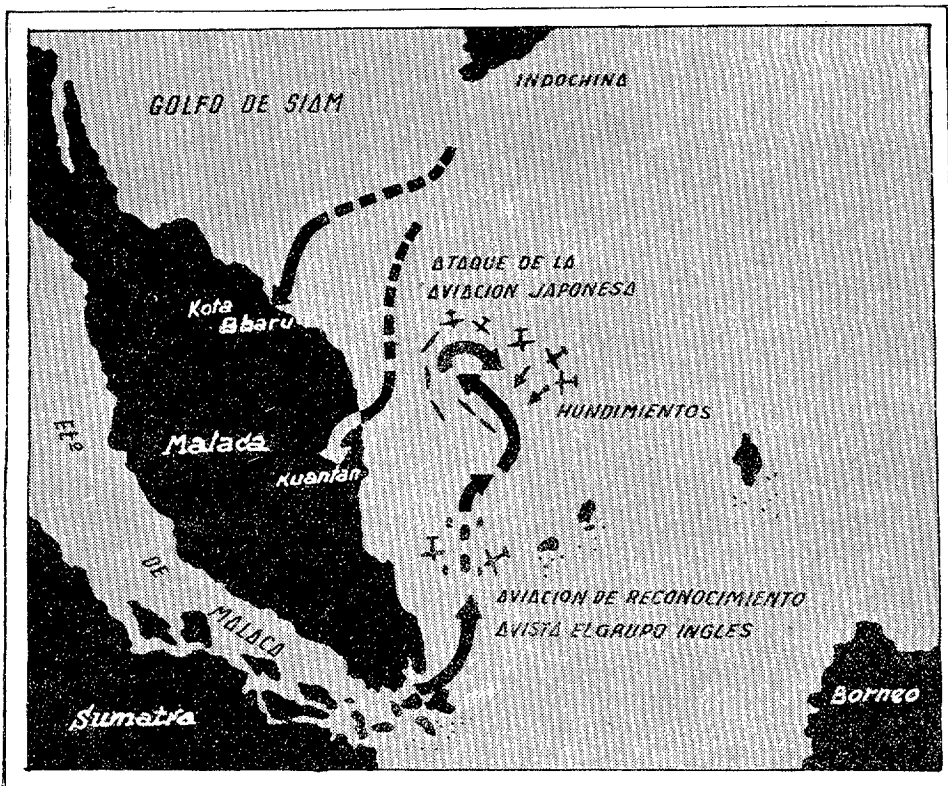 INDOCHINA
GOLFO DE SIAM
ATAQUE DE LA
AVIACION JAPONESA
Kota
Bharu
HUNDIMIENTOS
Etº
Malaca
Kuantan
DE
MALACA
AVIACION DE RECONOCIMIENTO
AVISTA EL GRUPO INGLES
Borneo
Sumatra